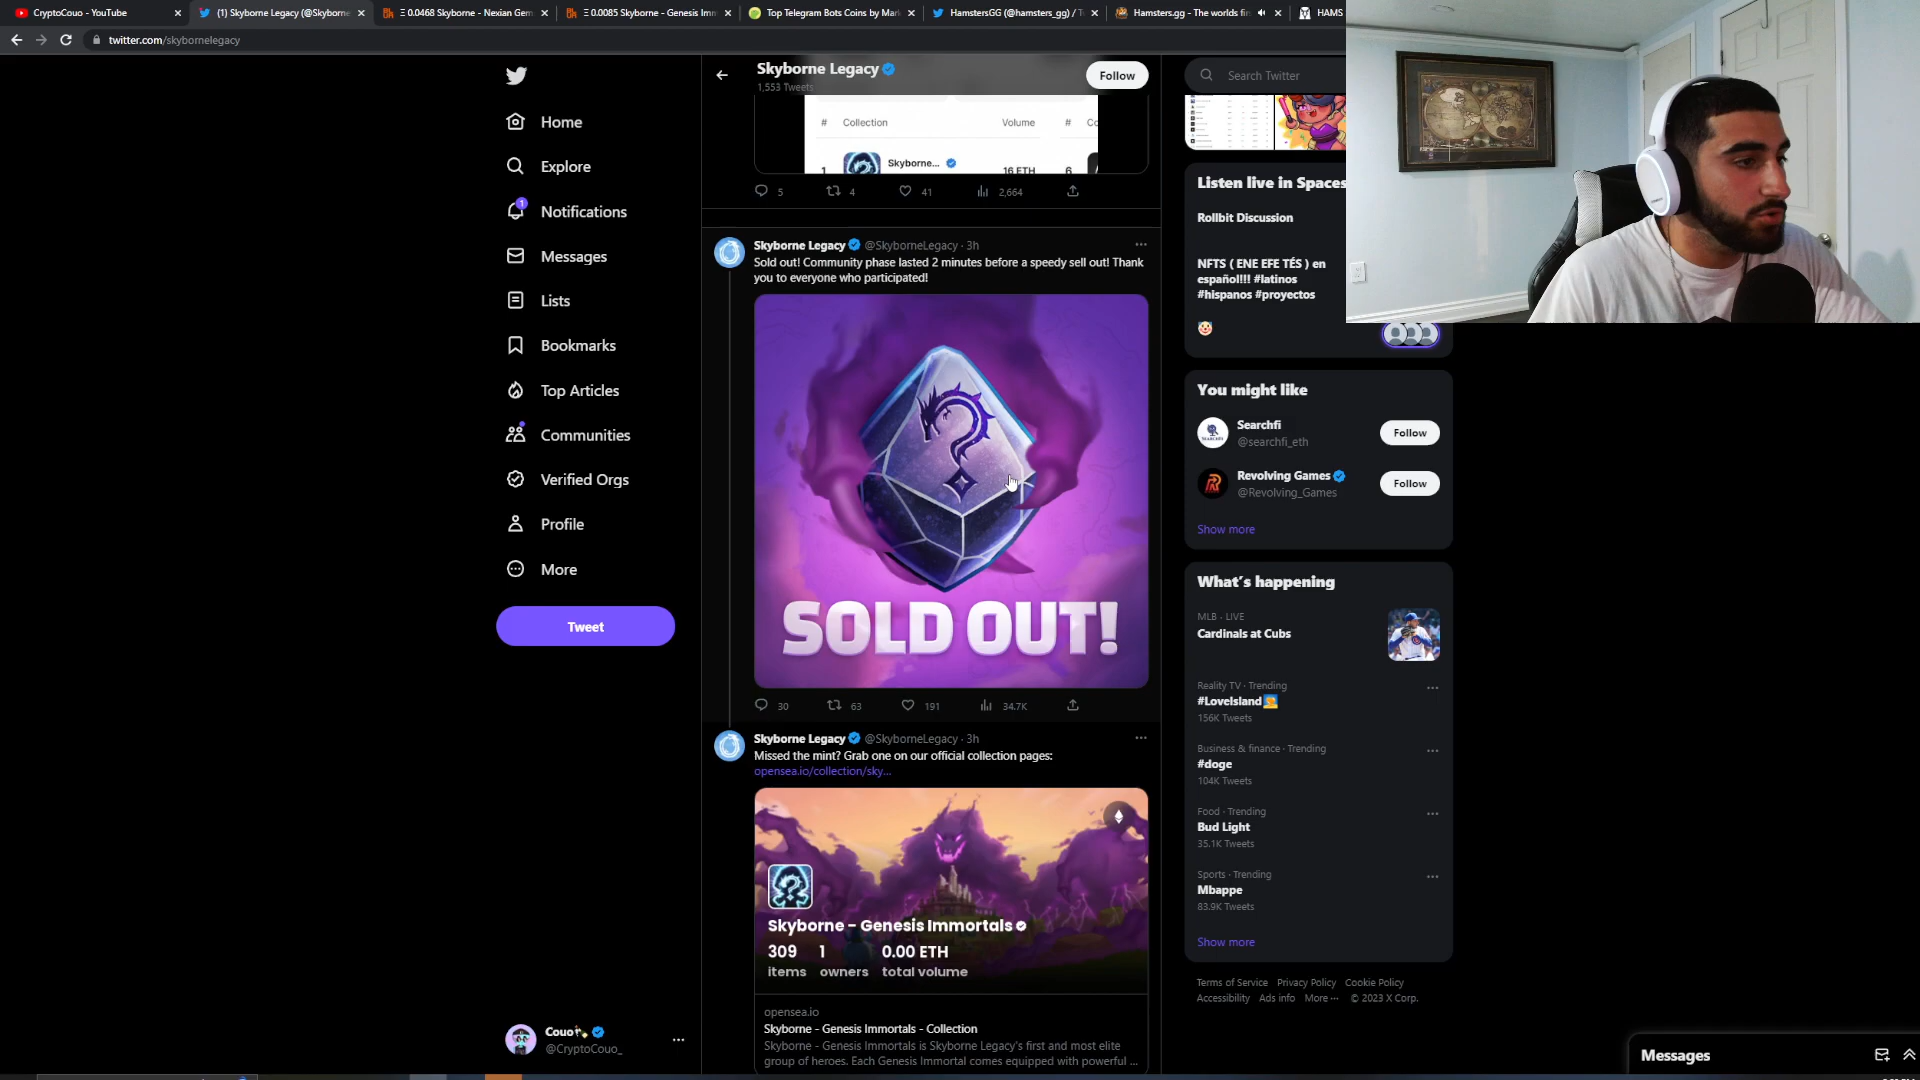 CryptoCouo - YouTube
(1) Skyborne Legacy (@Skyborne
Ξ 0.0468 Skyborne - Nexian Gem
Ξ 0.0085 Skyborne - Genesis Imm
Top Telegram Bots Coins by Mar
HamstersGG (@hamsters_gg) / T
Hamsters.gg - The worlds fir
HAMS
twitter.com/skybornelegacy
Home
Explore
1
Notifications
Messages
Lists
Bookmarks
Top Articles
Communities
Verified Orgs
Profile
More
Tweet
Couo
@CryptoCouo_
Skyborne Legacy
1,553 Tweets
Follow
# Collection Volume #
1 Skyborne... 16 ETH 6
5 4 41 2,664
Skyborne Legacy @SkyborneLegacy · 3h
Sold out! Community phase lasted 2 minutes before a speedy sell out! Thank
you to everyone who participated!
SOLD OUT!
30 63 191 34.7K
Skyborne Legacy @SkyborneLegacy · 3h
Missed the mint? Grab one on our official collection pages:
opensea.io/collection/sky...
Skyborne - Genesis Immortals
309 1 0.00 ETH
items owners total volume
opensea.io
Skyborne - Genesis Immortals - Collection
Skyborne - Genesis Immortals is Skyborne Legacy's first and most elite
group of heroes. Each Genesis Immortal comes equipped with powerful ...
Search Twitter
Listen live in Spaces
Rollbit Discussion
NFTS ( ENE EFE TÉS ) en
español!!! #latinos
#hispanos #proyectos
You might like
Searchfi
@searchfi_eth
Follow
Revolving Games
@Revolving_Games
Follow
Show more
What's happening
MLB · LIVE
Cardinals at Cubs
Reality TV · Trending
#LoveIsland
156K Tweets
Business & finance · Trending
#doge
104K Tweets
Food · Trending
Bud Light
35.1K Tweets
Sports · Trending
Mbappe
83.9K Tweets
Show more
Terms of Service Privacy Policy Cookie Policy
Accessibility Ads info More ··· © 2023 X Corp.
Messages